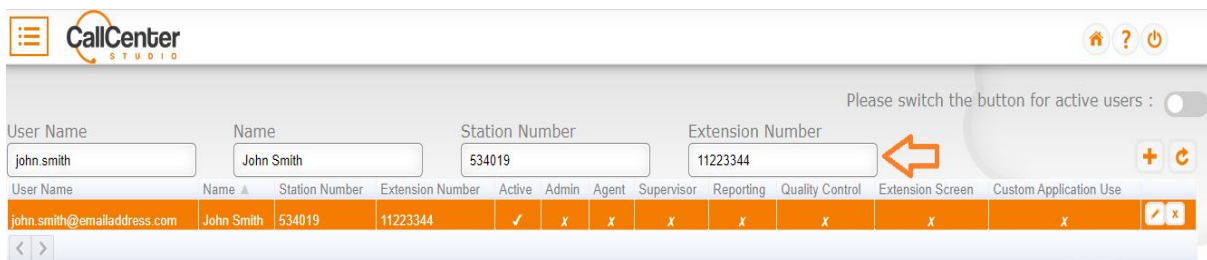 CallCenter
STUDIO
?
Please switch the button for active users :
User Name Name Station Number Extension Number
john.smith John Smith 534019 11223344
User Name Name Station Number Extension Number Active Admin Agent Supervisor Reporting Quality Control Extension Screen Custom Application Use
john.smith@emailaddress.com John Smith 534019 11223344 ✓ x x x x x x x x
< >